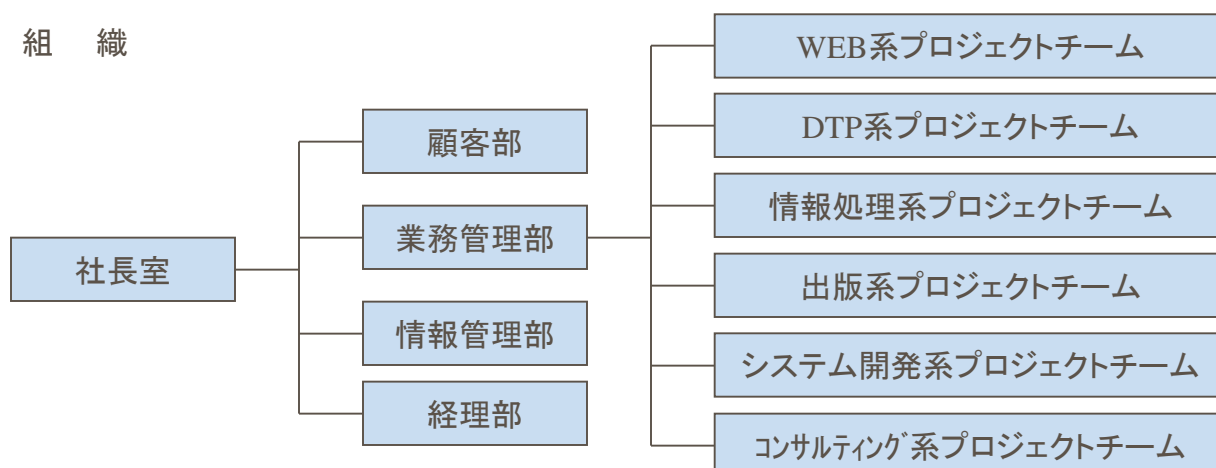 組　織
社長室
顧客部
業務管理部
情報管理部
経理部
WEB系プロジェクトチーム
DTP系プロジェクトチーム
情報処理系プロジェクトチーム
出版系プロジェクトチーム
システム開発系プロジェクトチーム
コンサルティング系プロジェクトチーム